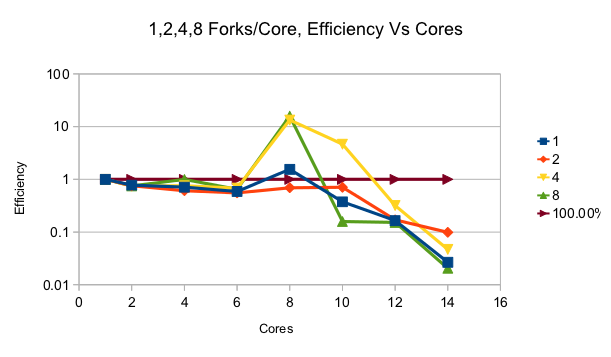 1,2,4,8 Forks/Core, Efficiency Vs Cores
100
10
1
0.1
0.01
Efficiency
0 2 4 6 8 10 12 14 16
Cores
1
2
4
8
100.00%